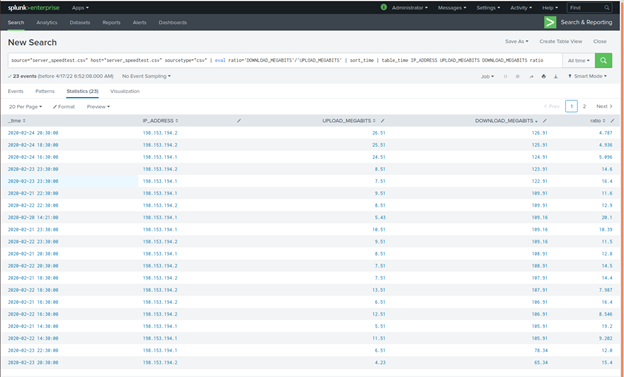 splunk>enterprise Apps Administrator Messages Settings Activity Help Find
Search Analytics Datasets Reports Alerts Dashboards Search & Reporting
New Search Save As Create Table View Close
source="server_speedtest.csv" host="server_speedtest.csv" sourcetype="csv" | eval ratio='DOWNLOAD_MEGABITS'/'UPLOAD_MEGABITS' | sort _time | table _time IP_ADDRESS UPLOAD_MEGABITS DOWNLOAD_MEGABITS ratio All time
23 events (before 4/17/22 6:52:08.000 AM) No Event Sampling Job Smart Mode
Events Patterns Statistics (23) Visualization
20 Per Page Format Preview < Prev 1 2 Next >
_time IP_ADDRESS UPLOAD_MEGABITS DOWNLOAD_MEGABITS ratio
2020-02-24 20:30:00 198.153.194.2 26.51 126.91 4.787
2020-02-24 18:30:00 198.153.194.2 25.51 125.91 4.936
2020-02-24 16:30:00 198.153.194.1 24.51 124.91 5.096
2020-02-23 23:30:00 198.153.194.2 8.51 123.91 14.6
2020-02-23 23:30:00 198.153.194.1 7.51 122.91 16.4
2020-02-21 22:30:00 198.153.194.1 9.51 109.91 11.6
2020-02-22 22:30:00 198.153.194.2 8.51 109.91 12.9
2020-02-20 14:21:00 198.153.194.1 5.43 109.16 20.1
2020-02-21 23:30:00 198.153.194.1 10.51 109.16 10.39
2020-02-22 23:30:00 198.153.194.2 9.51 109.16 11.5
2020-02-21 20:30:00 198.153.194.1 8.51 108.91 12.8
2020-02-22 20:30:00 198.153.194.2 7.51 108.91 14.5
2020-02-21 18:30:00 198.153.194.2 7.51 107.91 14.4
2020-02-22 18:30:00 198.153.194.2 13.51 107.91 7.987
2020-02-21 16:30:00 198.153.194.2 6.51 106.91 16.4
2020-02-22 16:30:00 198.153.194.2 12.51 106.91 8.546
2020-02-21 14:30:00 198.153.194.1 5.51 105.91 19.2
2020-02-22 14:30:00 198.153.194.1 11.51 105.91 9.202
2020-02-23 22:30:00 198.153.194.1 6.51 78.34 12.0
2020-02-23 20:30:00 198.153.194.2 4.23 65.34 15.4